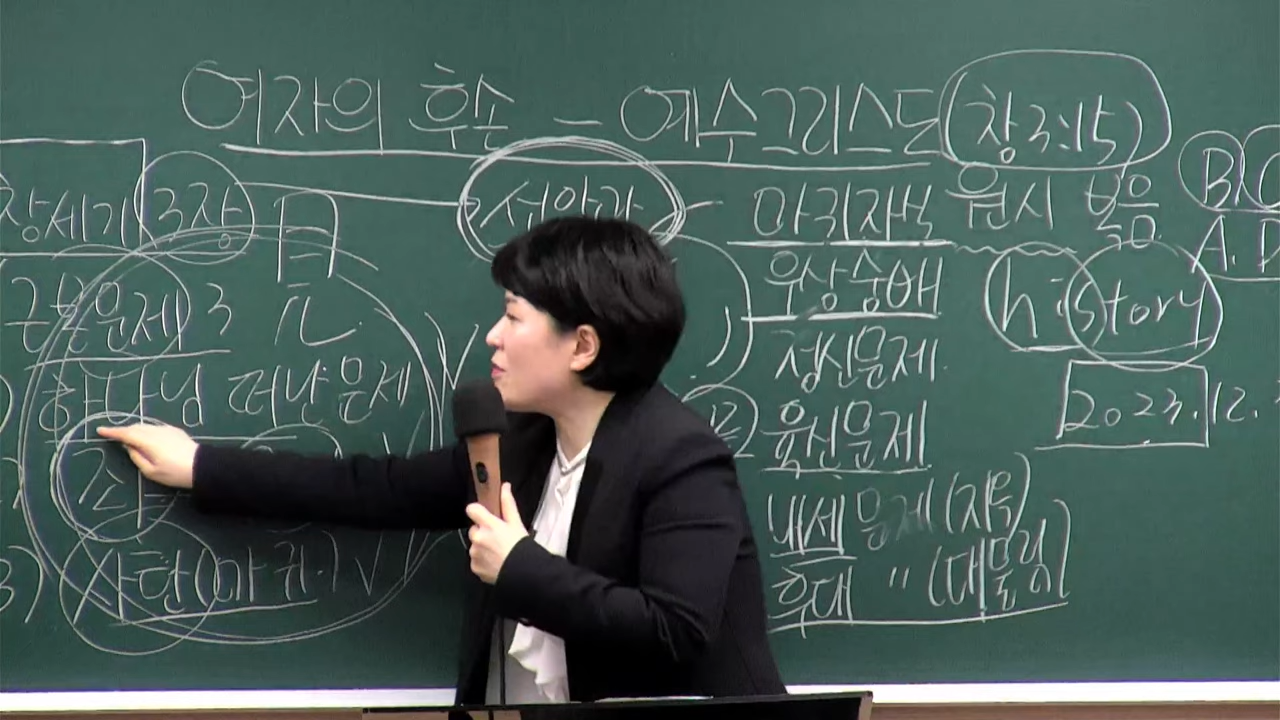 여자의 후손 - 예수그리스도 (창3:15)
창세기 3장 선악과 마귀자녁 원시 복음 B.C
A.D
근본문제 3 우상숭배 history
하나님 떠난 문제 정신문제
2023.12.
죄 육신문제
내세 문제 (지옥)
3) 사탄(마귀) √ 후대 " (대물림)